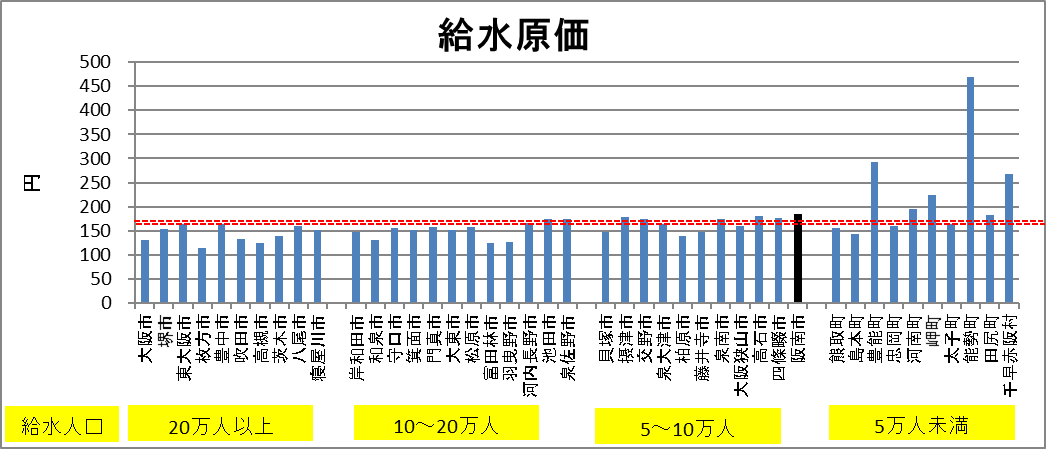 給水原価
円
500
450
400
350
300
250
200
150
100
50
0
大阪市
堺市
東大阪市
枚方市
豊中市
吹田市
高槻市
茨木市
八尾市
寝屋川市
岸和田市
和泉市
守口市
箕面市
門真市
大東市
松原市
富田林市
羽曳野市
河内長野市
池田市
泉佐野市
貝塚市
摂津市
交野市
泉大津市
柏原市
藤井寺市
泉南市
大阪狭山市
高石市
四條畷市
阪南市
熊取町
島本町
豊能町
忠岡町
河南町
岬町
太子町
能勢町
田尻町
千早赤阪村
給水人口
20万人以上
10～20万人
5～10万人
5万人未満